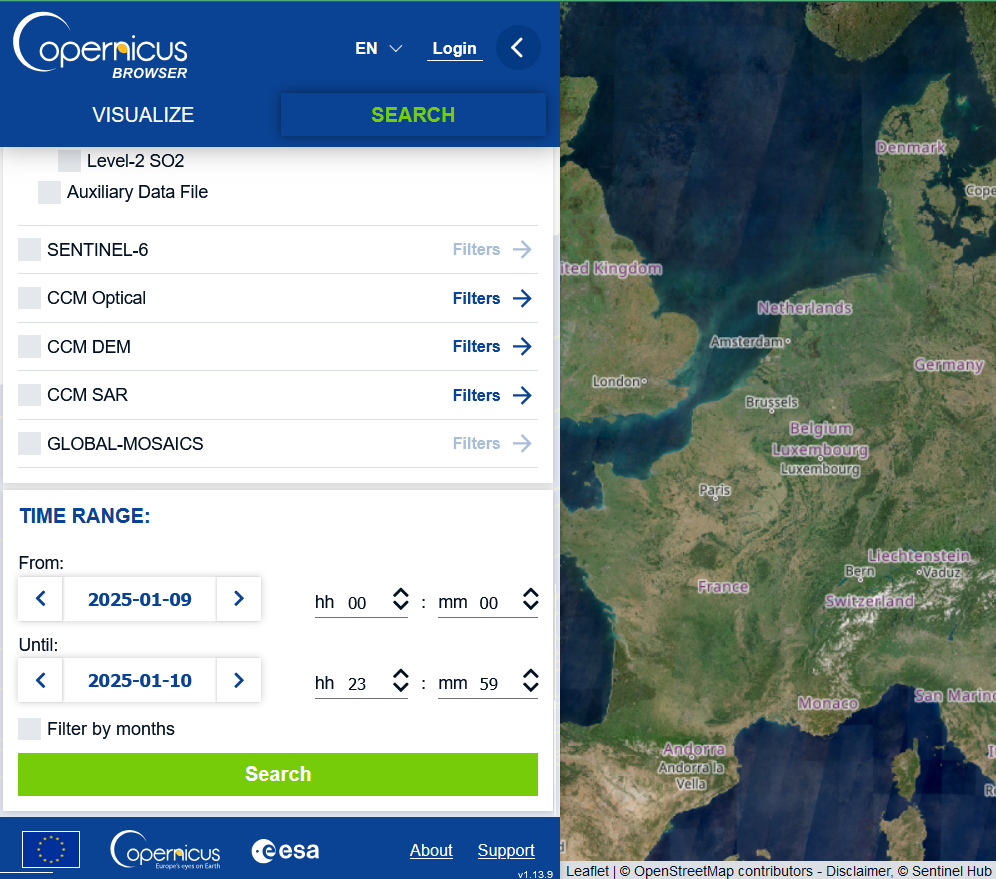 Copernicus
BROWSER
EN
Login
VISUALIZE
SEARCH
Level-2 SO2
Auxiliary Data File
SENTINEL-6
Filters
CCM Optical
Filters
CCM DEM
Filters
CCM SAR
Filters
GLOBAL-MOSAICS
Filters
TIME RANGE:
From:
2025-01-09
hh 00 : mm 00
Until:
2025-01-10
hh 23 : mm 59
Filter by months
Search
Copernicus
Europe's eyes on Earth
esa
About
Support
v1.13.9
Denmark
Cope
ited Kingdom
Netherlands
Amsterdam
Germany
London
Brussels
Belgium
Luxembourg
Luxembourg
Paris
Liechtenstein
Bern
Vaduz
France
Switzerland
San Marino
Monaco
Andorra
Andorra la
Vella
Leaflet | © OpenStreetMap contributors - Disclaimer, © Sentinel Hub